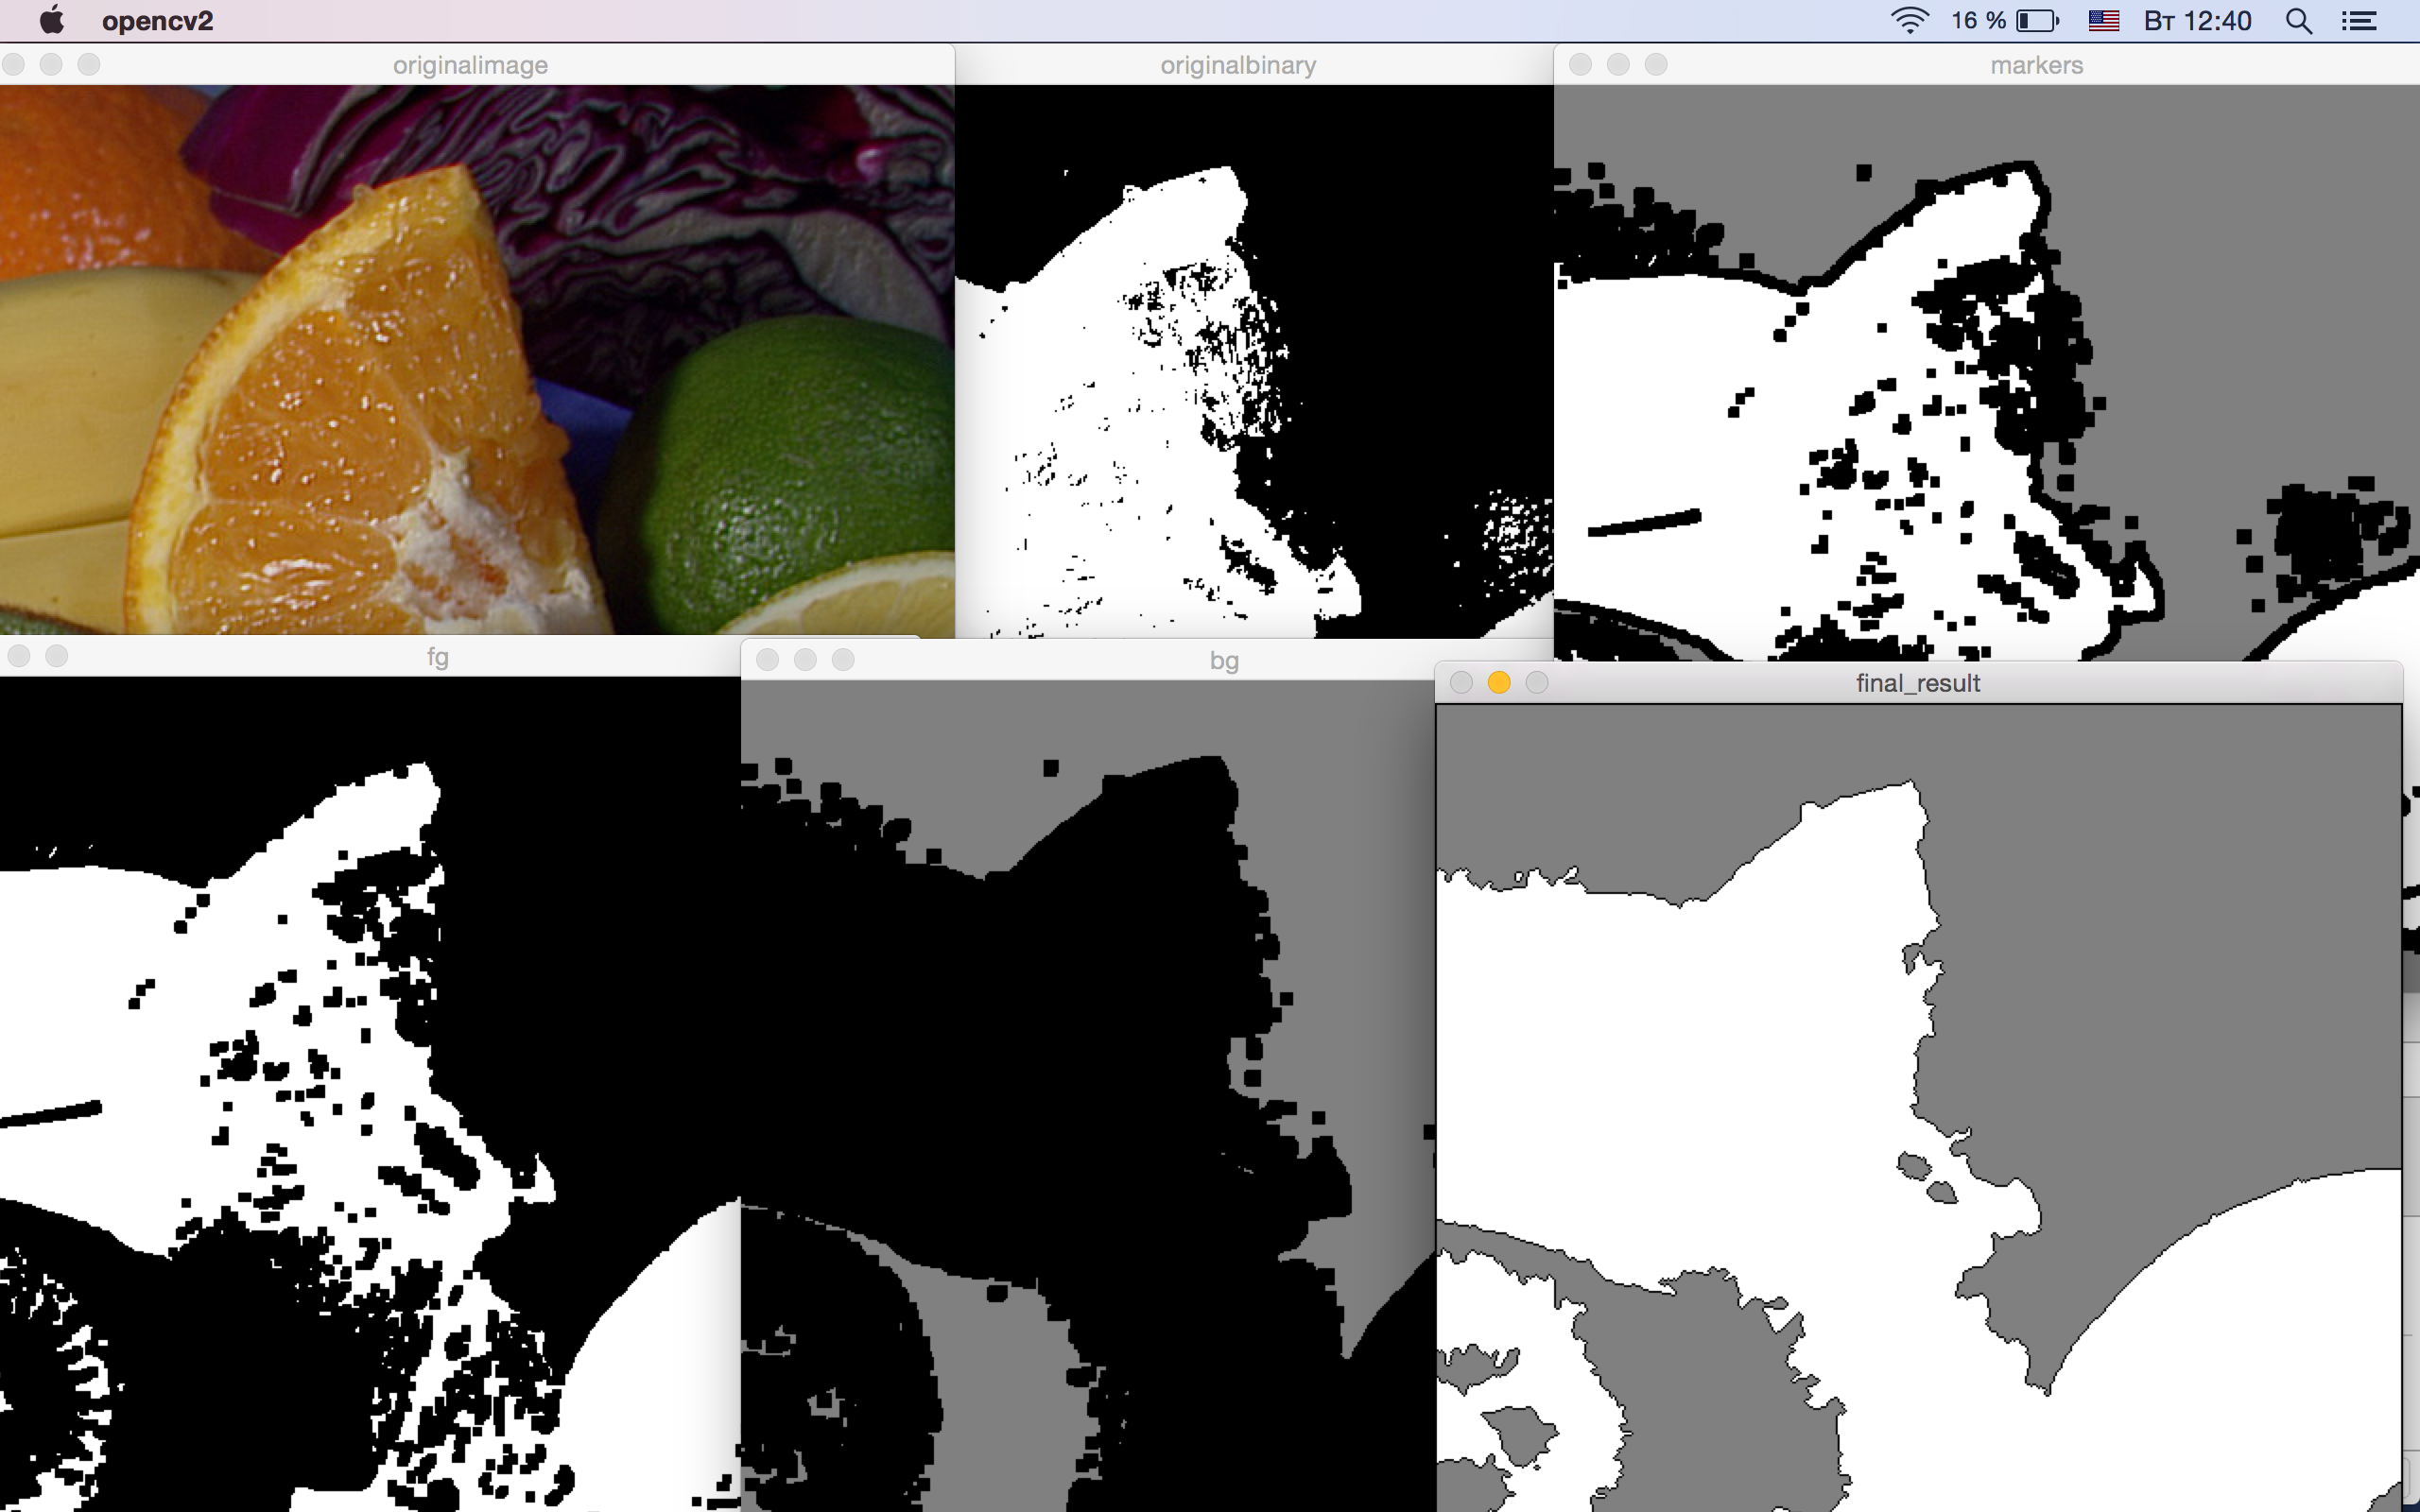 opencv2
16 %
Вт 12:40
originalimage
originalbinary
markers
fg
bg
final_result